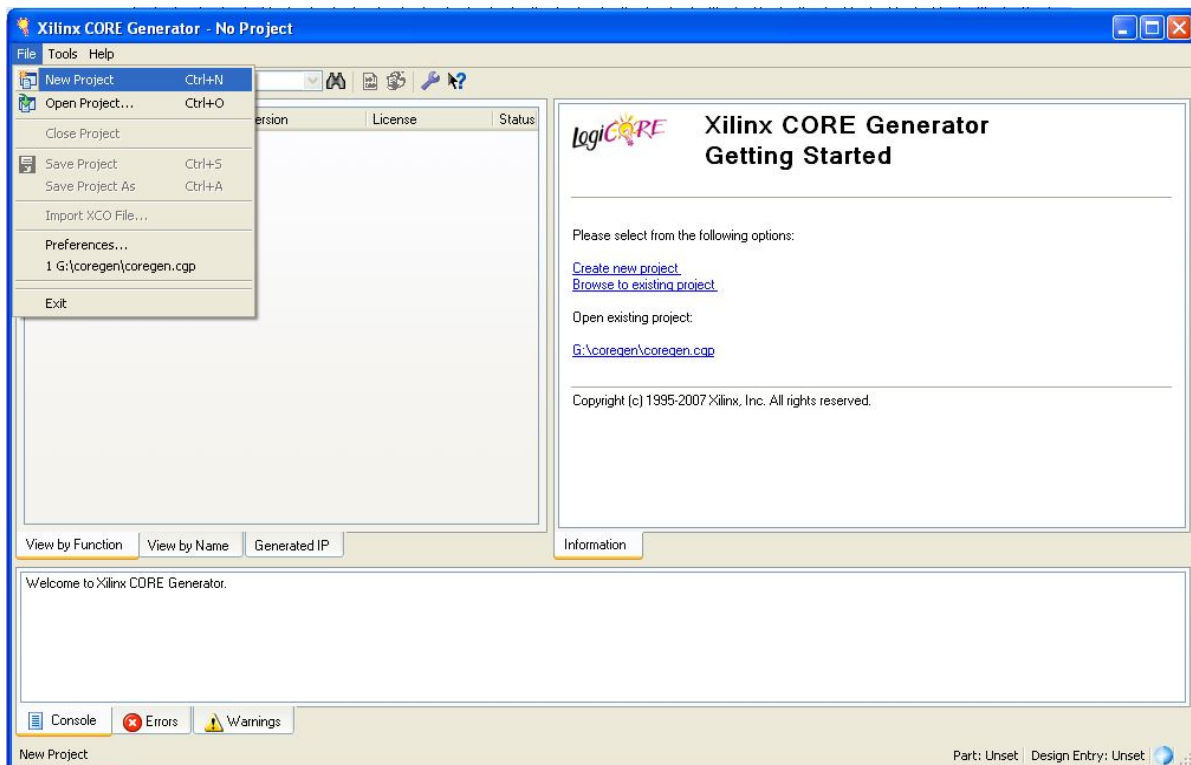 Xilinx CORE Generator - No Project
File Tools Help
New Project Ctrl+N
Open Project... Ctrl+O
Close Project
Save Project Ctrl+S
Save Project As Ctrl+A
Import XCO File...
Preferences...
1 G:\coregen\coregen.cgp
Exit
ersion License Status
View by Function View by Name Generated IP
LogiCORE
Xilinx CORE Generator
Getting Started
Please select from the following options:
Create new project
Browse to existing project
Open existing project:
G:\coregen\coregen.cgp
Copyright (c) 1995-2007 Xilinx, Inc. All rights reserved.
Information
Welcome to Xilinx CORE Generator.
Console Errors Warnings
New Project Part: Unset Design Entry: Unset